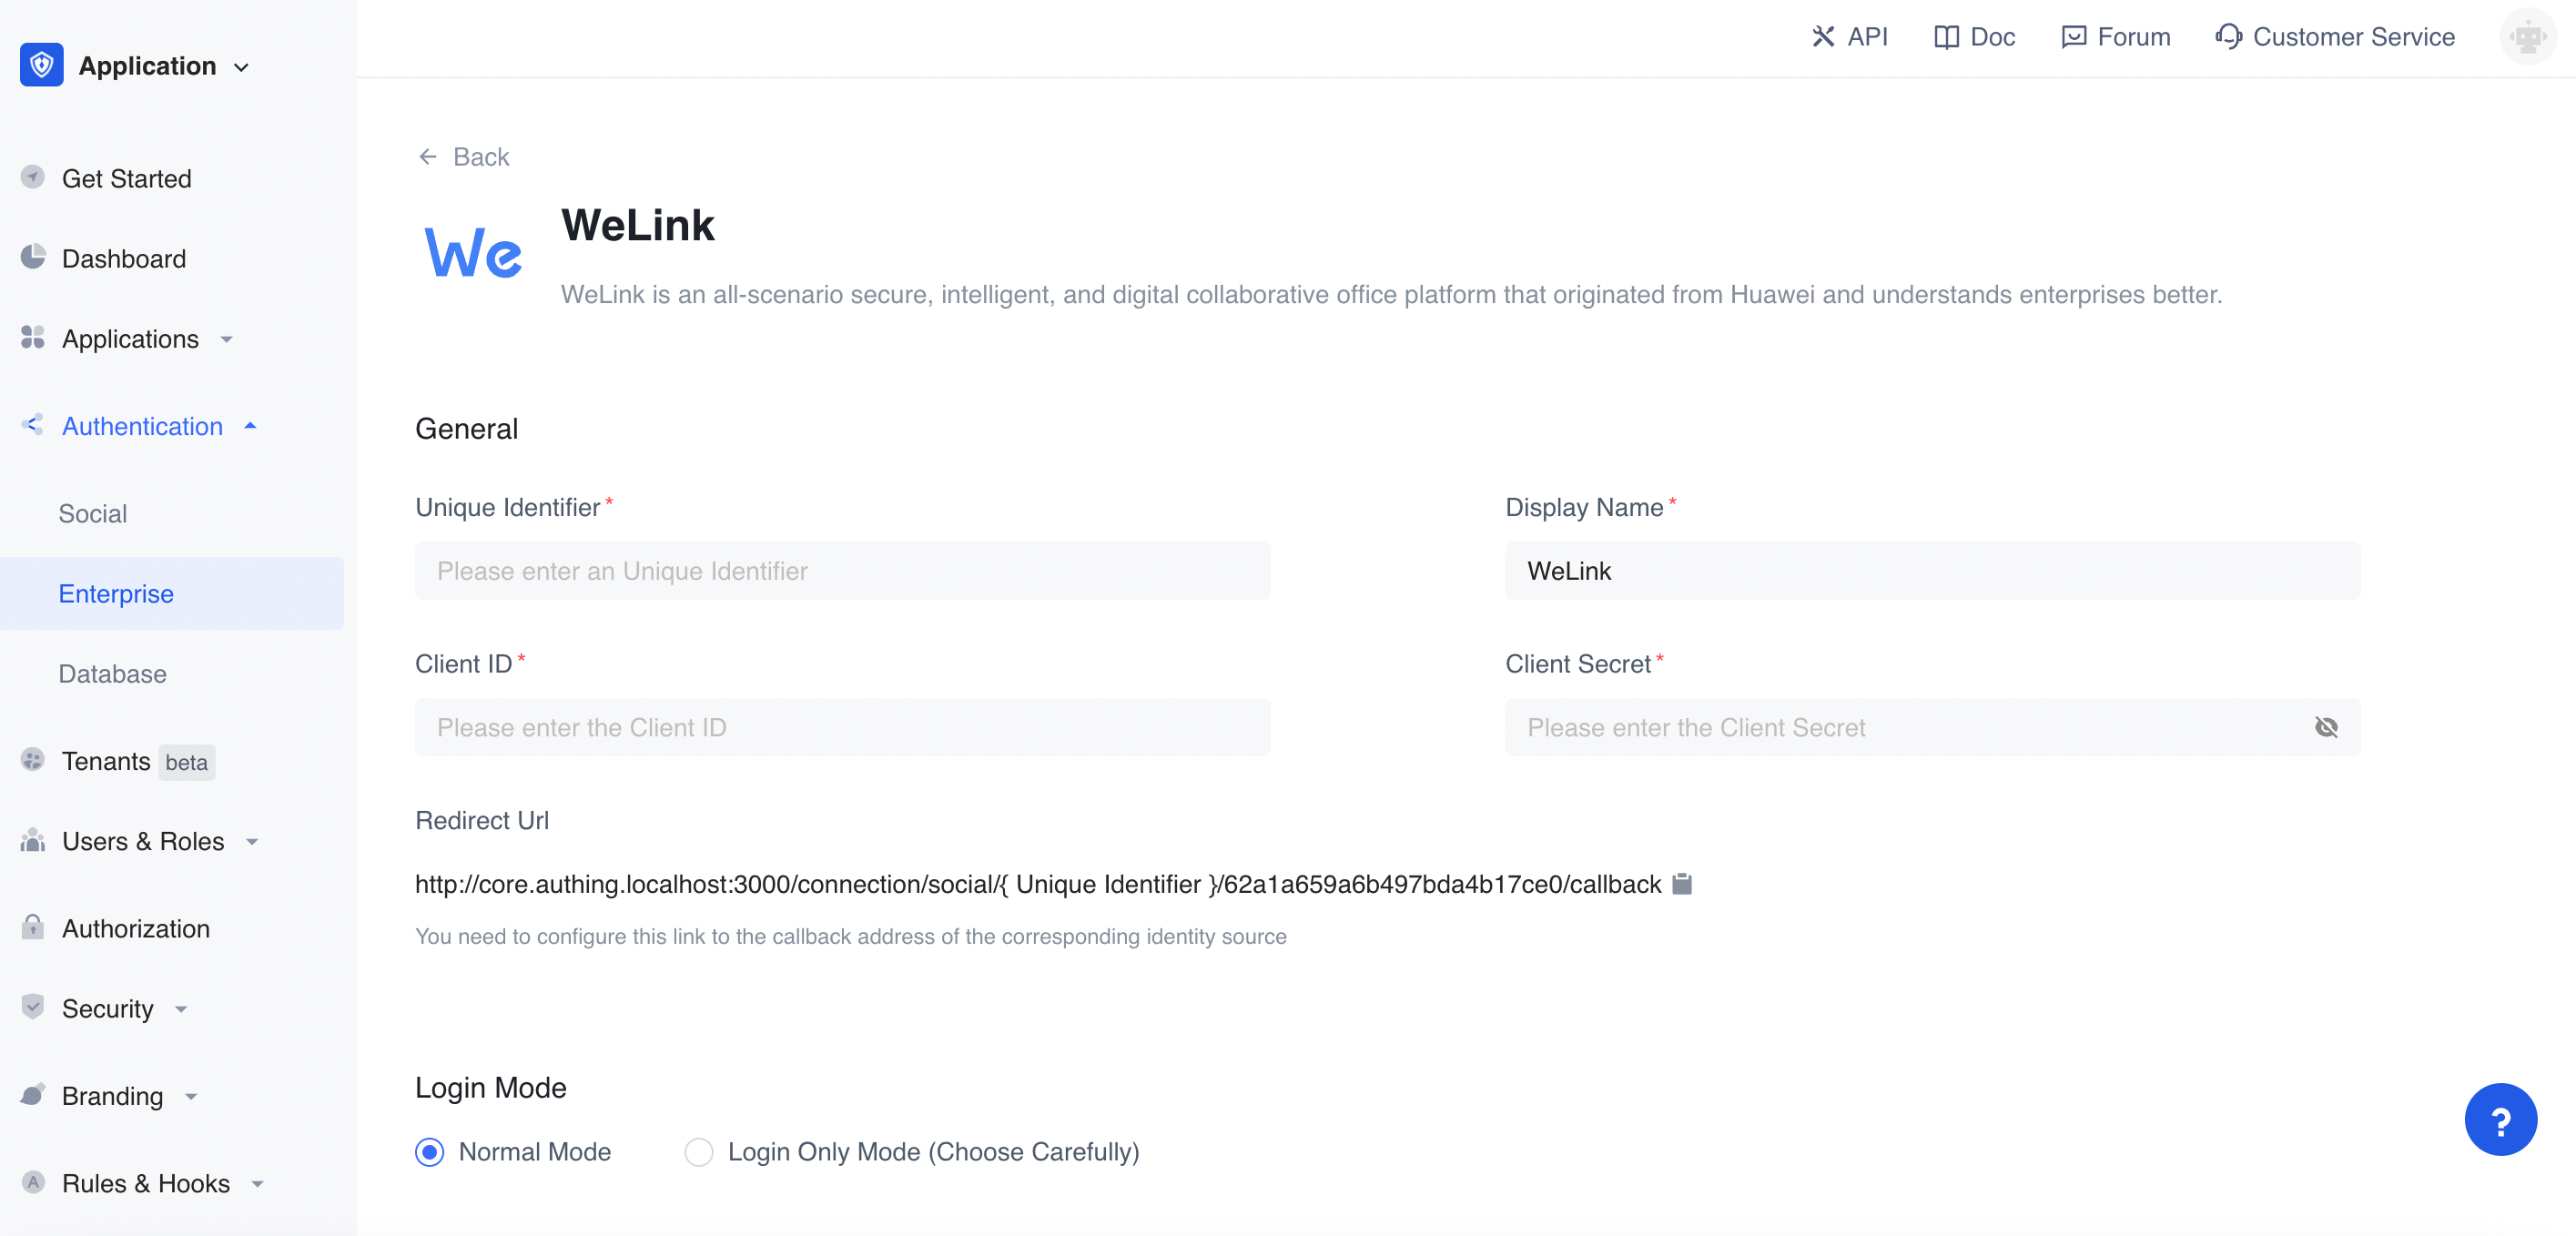 Application
API
Doc
Forum
Customer Service
Get Started
Dashboard
Applications
Authentication
Social
Enterprise
Database
Tenants beta
Users & Roles
Authorization
Security
Branding
Rules & Hooks
A
Back
We
WeLink
WeLink is an all-scenario secure, intelligent, and digital collaborative office platform that originated from Huawei and understands enterprises better.
General
Unique Identifier*
Please enter an Unique Identifier
Display Name*
WeLink
Client ID*
Please enter the Client ID
Client Secret*
Please enter the Client Secret
Redirect Url
http://core.authing.localhost:3000/connection/social/{ Unique Identifier }/62a1a659a6b497bda4b17ce0/callback
You need to configure this link to the callback address of the corresponding identity source
Login Mode
Normal Mode
Login Only Mode (Choose Carefully)
?